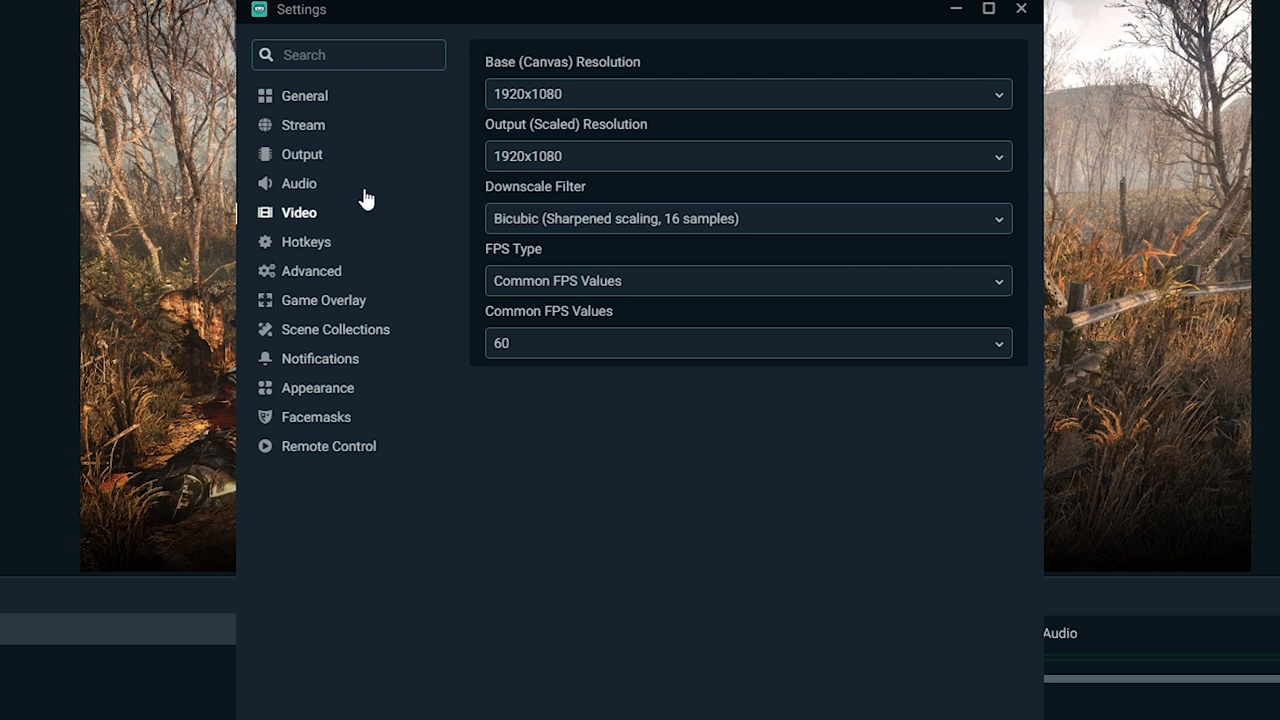 Settings
Search
General
Stream
Output
Audio
Video
Hotkeys
Advanced
Game Overlay
Scene Collections
Notifications
Appearance
Facemasks
Remote Control
Base (Canvas) Resolution
1920x1080
Output (Scaled) Resolution
1920x1080
Downscale Filter
Bicubic (Sharpened scaling, 16 samples)
FPS Type
Common FPS Values
Common FPS Values
60
Audio